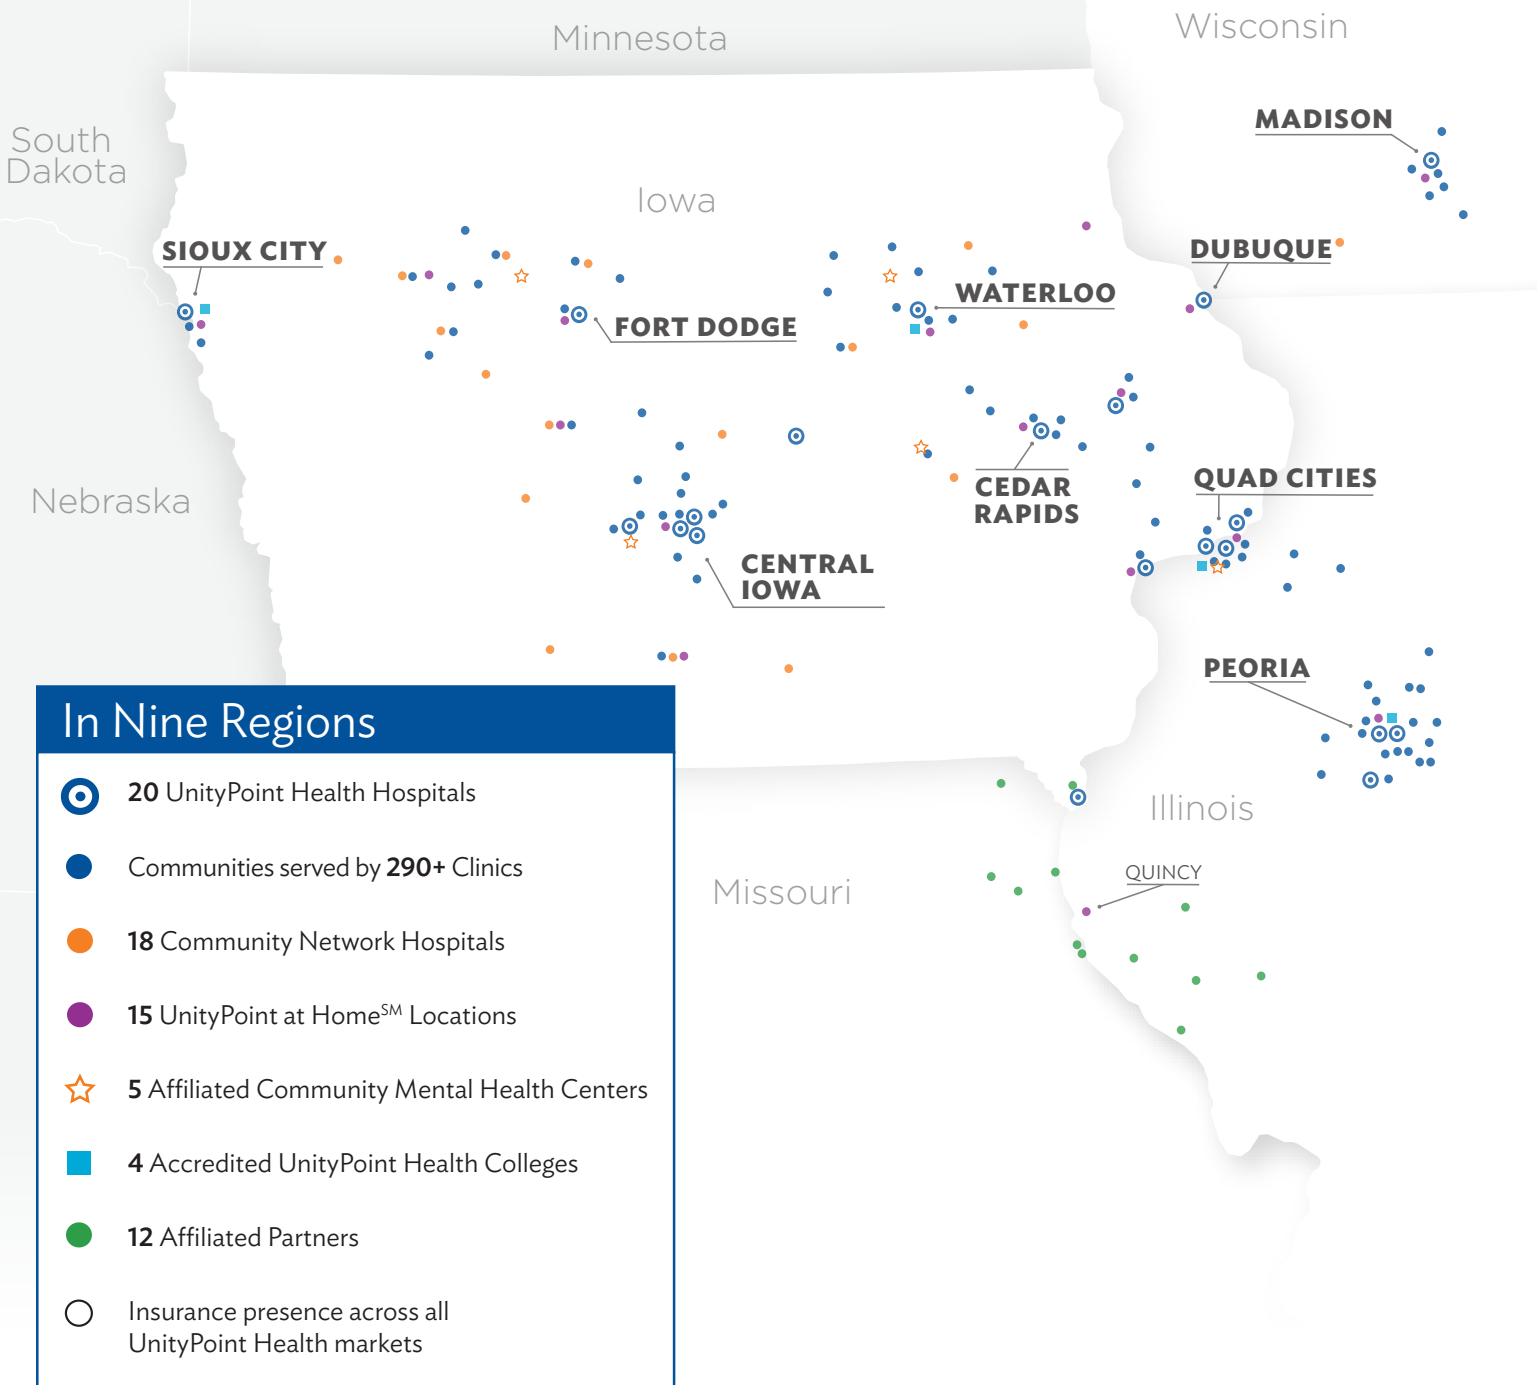 Minnesota
Wisconsin
South
Dakota
MADISON
Iowa
SIOUX CITY
DUBUQUE
WATERLOO
FORT DODGE
Nebraska
CEDAR
RAPIDS
QUAD CITIES
CENTRAL
IOWA
PEORIA
Illinois
Missouri
QUINCY
In Nine Regions
20 UnityPoint Health Hospitals
Communities served by 290+ Clinics
18 Community Network Hospitals
15 UnityPoint at Home℠ Locations
5 Affiliated Community Mental Health Centers
4 Accredited UnityPoint Health Colleges
12 Affiliated Partners
Insurance presence across all
UnityPoint Health markets